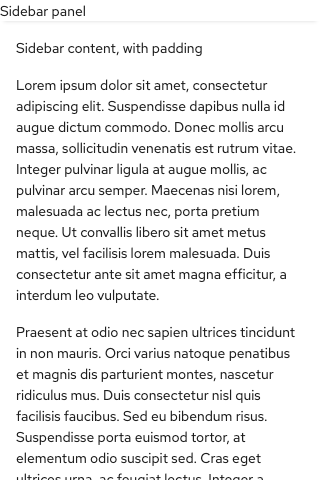 Sidebar panel
Sidebar content, with padding
Lorem ipsum dolor sit amet, consectetur
adipiscing elit. Suspendisse dapibus nulla id
augue dictum commodo. Donec mollis arcu
massa, sollicitudin venenatis est rutrum vitae.
Integer pulvinar ligula at augue mollis, ac
pulvinar arcu semper. Maecenas nisi lorem,
malesuada ac lectus nec, porta pretium
neque. Ut convallis libero sit amet metus
mattis, vel facilisis lorem malesuada. Duis
consectetur ante sit amet magna efficitur, a
interdum leo vulputate.
Praesent at odio nec sapien ultrices tincidunt
in non mauris. Orci varius natoque penatibus
et magnis dis parturient montes, nascetur
ridiculus mus. Duis consectetur nisl quis
facilisis faucibus. Sed eu bibendum risus.
Suspendisse porta euismod tortor, at
elementum odio suscipit sed. Cras eget
ultrices urna, ac feugiat lectus. Integer a